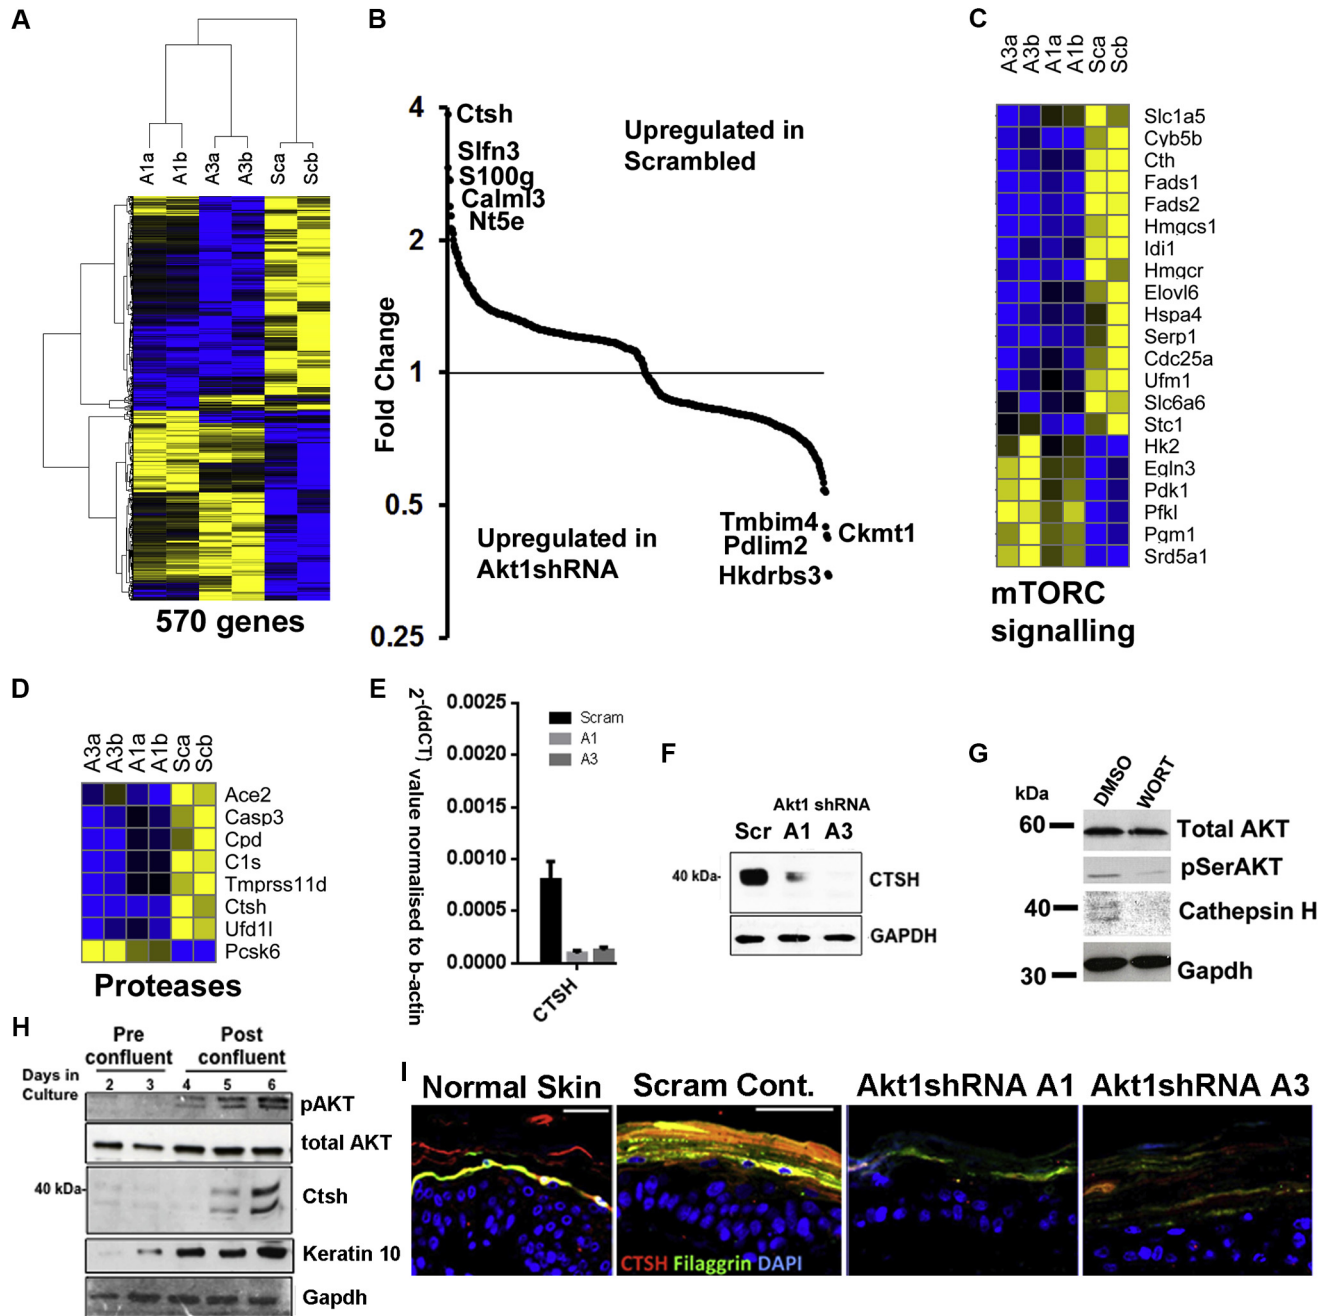 A
A1a
A1b
A3a
A3b
Sca
Scb
570 genes
B
Fold Change
4
2
1
0.5
0.25
Ctsh
Slfn3
S100g
Calml3
Nt5e
Upregulated in
Scrambled
Upregulated in
Akt1shRNA
Tmbim4
Ckmt1
Pdlim2
Hkdrbs3
C
A3a
A3b
A1a
A1b
Sca
Scb
Slc1a5
Cyb5b
Cth
Fads1
Fads2
Hmgcs1
Idi1
Hmgcr
Elovl6
Hspa4
Serp1
Cdc25a
Ufm1
Slc6a6
Stc1
Hk2
Egln3
Pdk1
Pfkl
Pgm1
Srd5a1
mTORC
signalling
D
A3a
A3b
A1a
A1b
Sca
Scb
Ace2
Casp3
Cpd
C1s
Tmprss11d
Ctsh
Ufd1l
Pcsk6
Proteases
E
2-(ddCT) value normalised to b-actin
0.0025
0.0020
0.0015
0.0010
0.0005
0.0000
Scram
A1
A3
CTSH
F
Akt1 shRNA
Scr A1 A3
40 kDa-
CTSH
GAPDH
G
kDa
DMSO
WORT
60
40
30
Total AKT
pSerAKT
Cathepsin H
Gapdh
H
Pre
confluent
Post
confluent
Days in
Culture
2 3 4 5 6
pAKT
total AKT
40 kDa-
Ctsh
Keratin 10
Gapdh
I
Normal Skin
Scram Cont.
Akt1shRNA A1
Akt1shRNA A3
CTSH Filaggrin DAPI